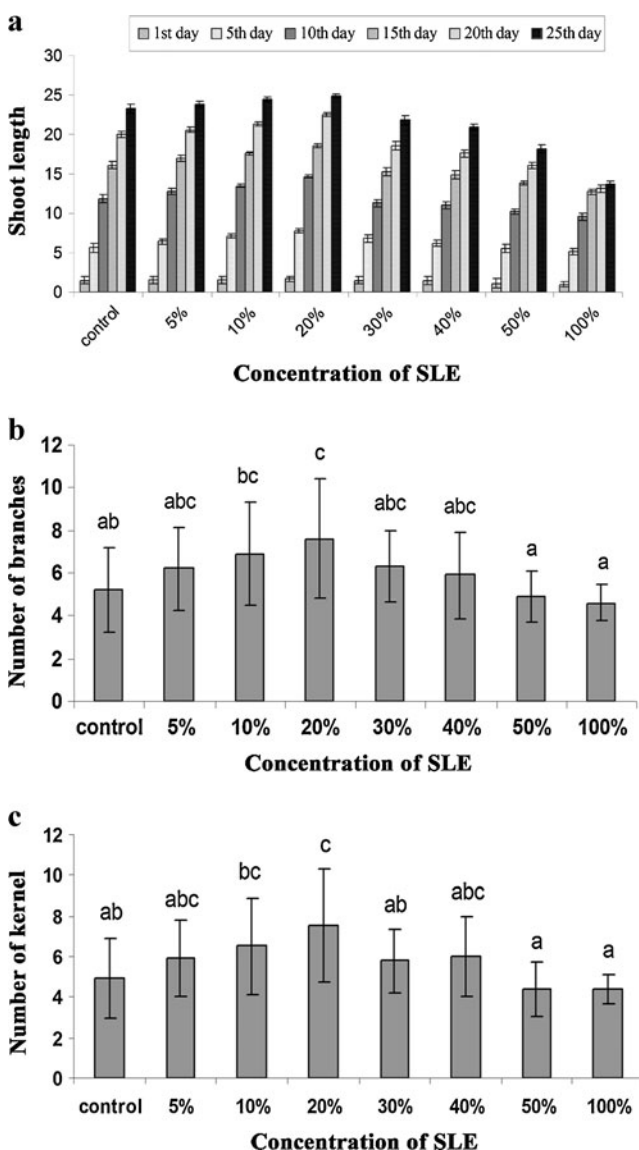 a
1st day 5th day 10th day 15th day 20th day 25th day
30
25
20
15
10
5
0
Shoot length
control 5% 10% 20% 30% 40% 50% 100%
Concentration of SLE
b
12
10
8
6
4
2
0
Number of branches
ab abc bc c abc abc a a
control 5% 10% 20% 30% 40% 50% 100%
Concentration of SLE
c
12
10
8
6
4
2
0
Number of kernel
ab abc bc c ab abc a a
control 5% 10% 20% 30% 40% 50% 100%
Concentration of SLE